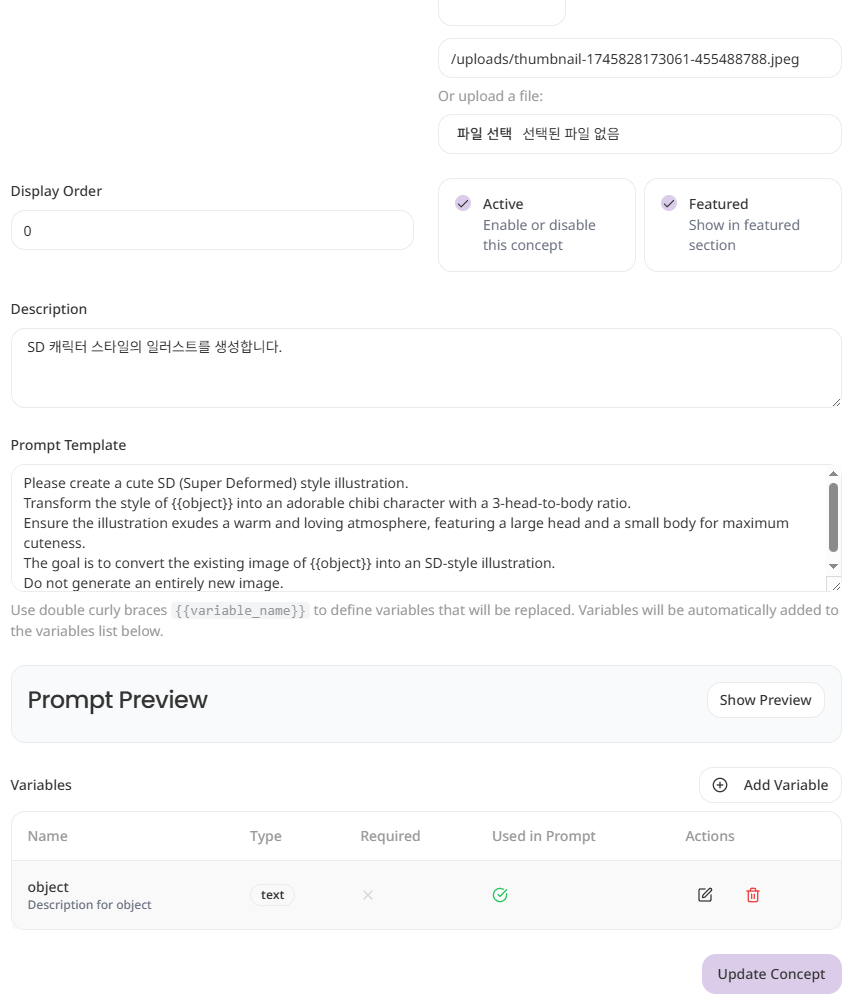 /uploads/thumbnail-1745828173061-455488788.jpeg
Or upload a file:
파일 선택 선택된 파일 없음
Display Order
0
Active
Enable or disable
this concept
Featured
Show in featured
section
Description
SD 캐릭터 스타일의 일러스트를 생성합니다.
Prompt Template
Please create a cute SD (Super Deformed) style illustration.
Transform the style of {{object}} into an adorable chibi character with a 3-head-to-body ratio.
Ensure the illustration exudes a warm and loving atmosphere, featuring a large head and a small body for maximum
cuteness.
The goal is to convert the existing image of {{object}} into an SD-style illustration.
Do not generate an entirely new image.
Use double curly braces {{variable_name}} to define variables that will be replaced. Variables will be automatically added to
the variables list below.
Prompt Preview
Show Preview
Variables
Add Variable
Name Type Required Used in Prompt Actions
object
Description for object
text
Update Concept